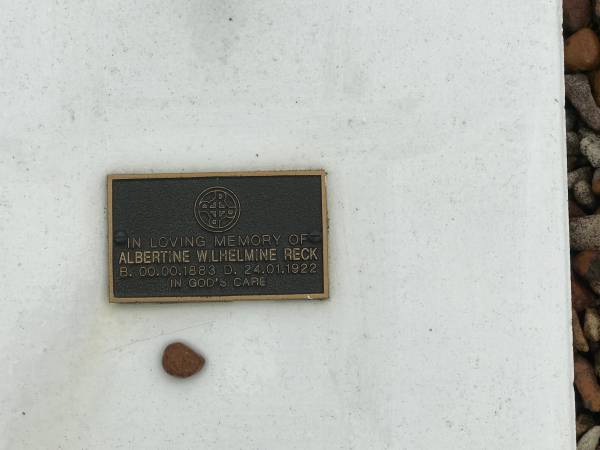 IN LOVING MEMORY OF
ALBERTINE WILHELMINE RECK
B. 00.00.1883 D. 24.01.1922
IN GOD'S CARE